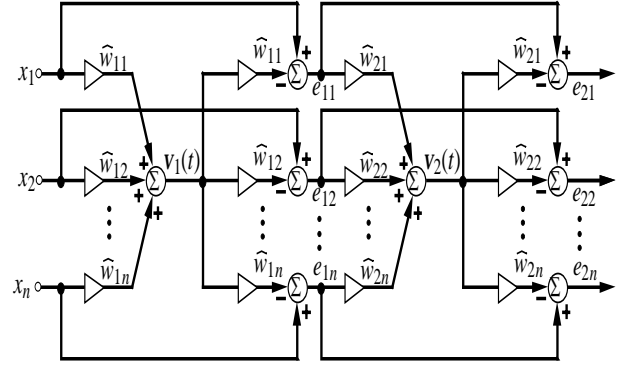 x₁ ŵ₁₁ ŵ₁₁ + − Σ e₁₁ ŵ₂₁ ŵ₂₁ + − Σ e₂₁
x₂ ŵ₁₂ + + + Σ v₁(t) ŵ₁₂ + − Σ e₁₂ ŵ₂₂ + + + Σ v₂(t) ŵ₂₂ + − Σ e₂₂
xₙ ŵ₁ₙ ŵ₁ₙ − + Σ e₁ₙ ŵ₂ₙ ŵ₂ₙ − + Σ e₂ₙ